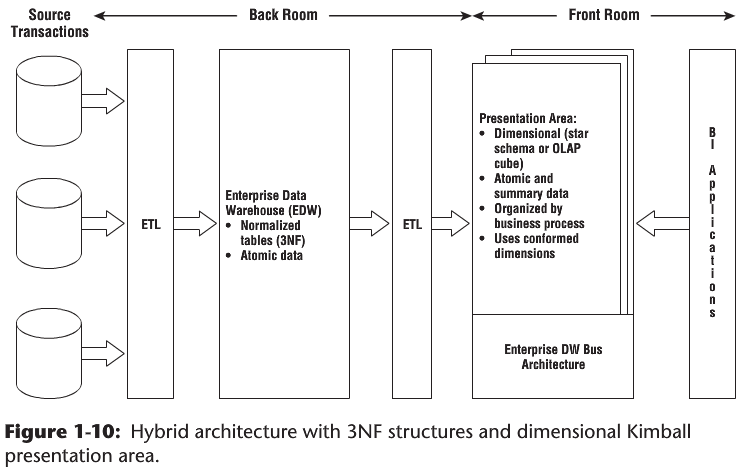 Source
Transactions
Back Room
Front Room
ETL
Enterprise Data
Warehouse (EDW)
• Normalized
tables (3NF)
• Atomic data
ETL
Presentation Area:
• Dimensional (star
schema or OLAP
cube)
• Atomic and
summary data
• Organized by
business process
• Uses conformed
dimensions
Enterprise DW Bus
Architecture
BI Applications
Figure 1-10: Hybrid architecture with 3NF structures and dimensional Kimball
presentation area.